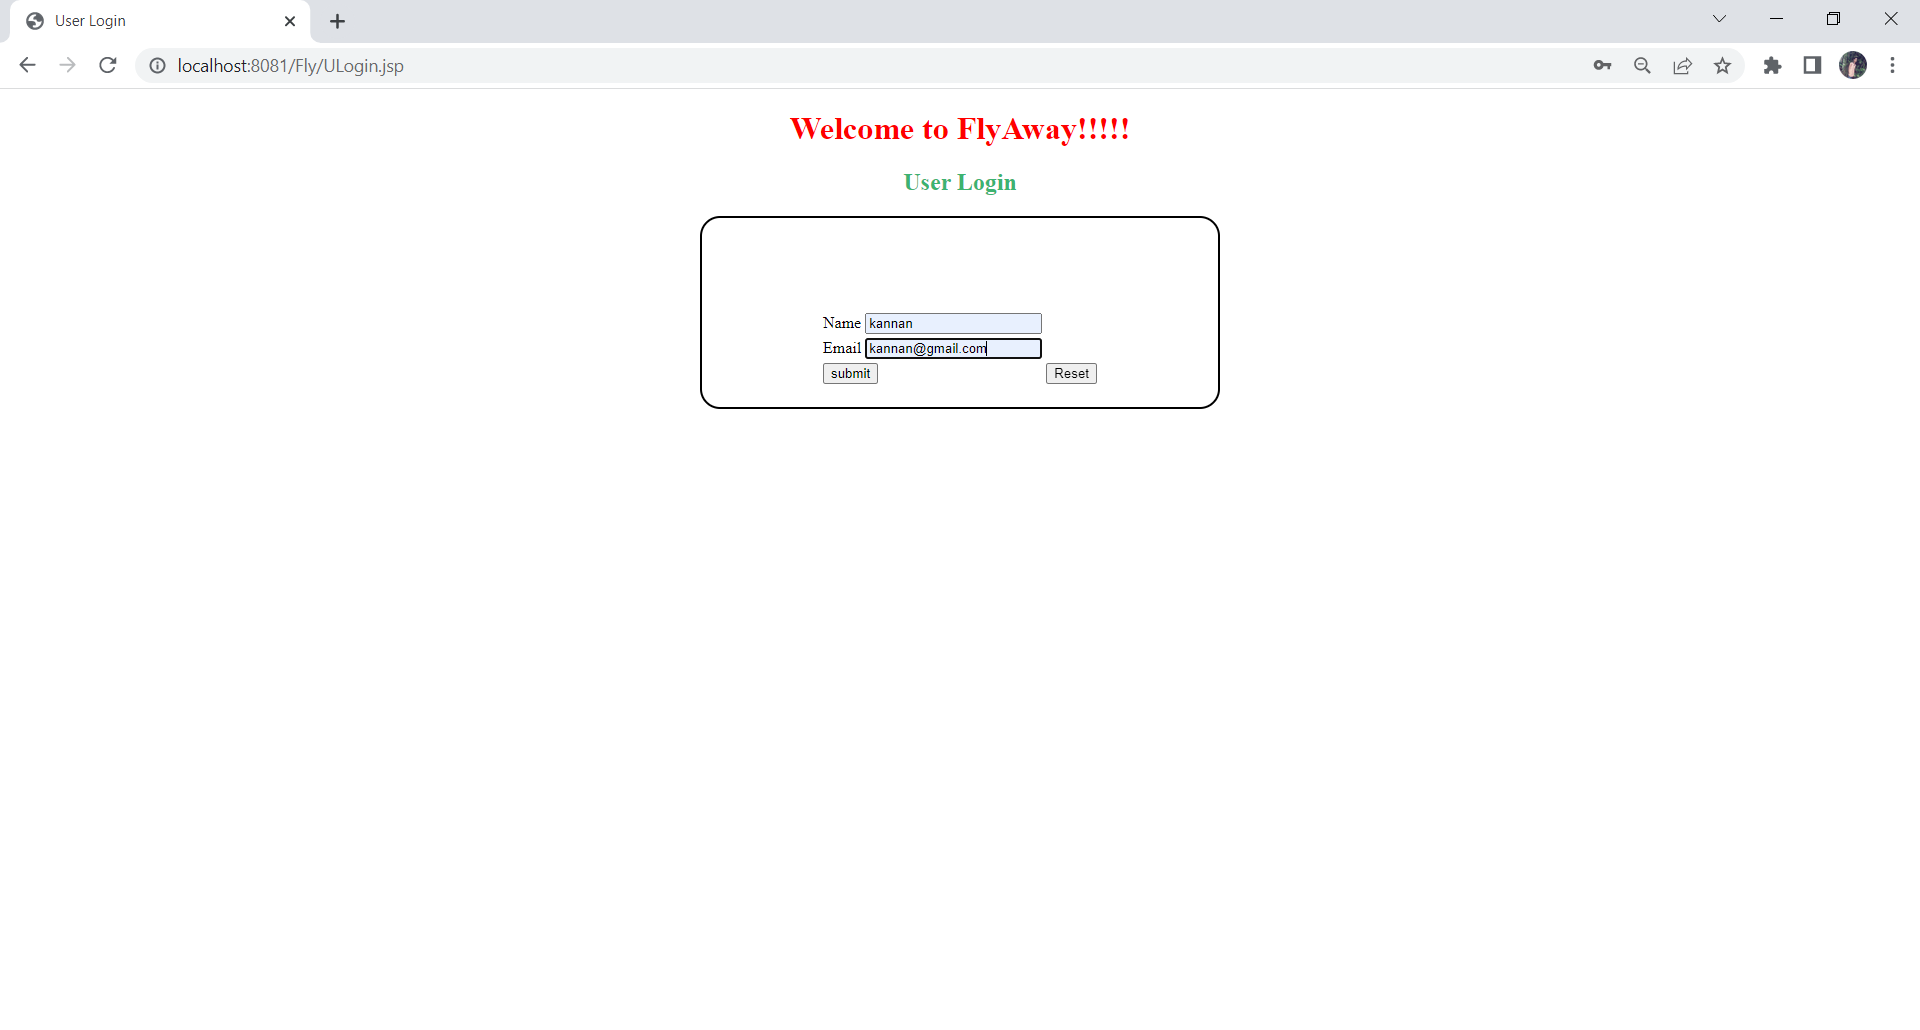 User Login
localhost:8081/Fly/ULogin.jsp
Welcome to FlyAway!!!!!
User Login
Name kannan
Email kannan@gmail.com
submit Reset